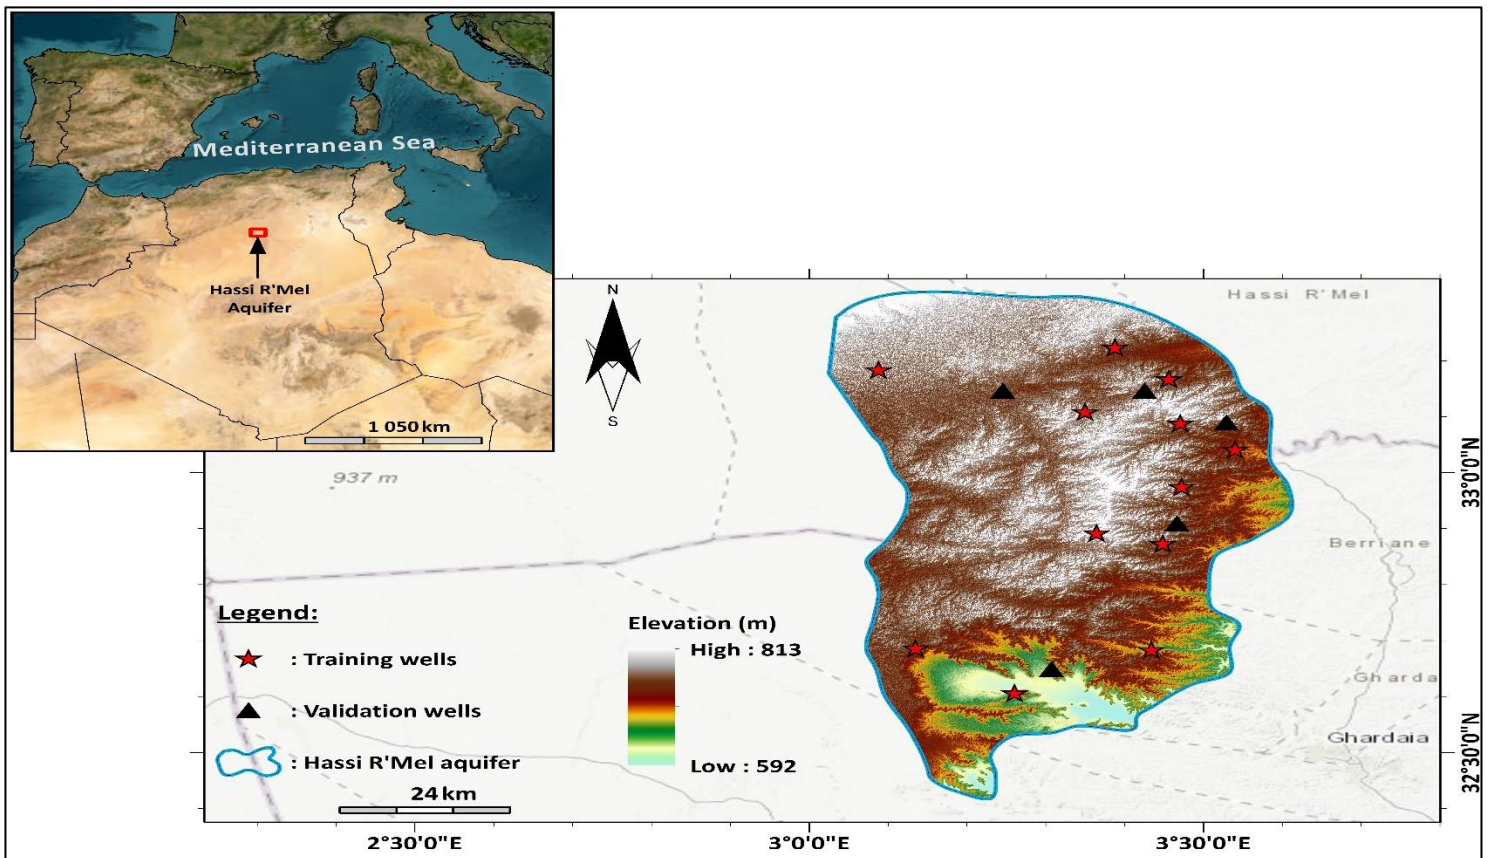 Mediterranean Sea
Hassi R'Mel
Aquifer
1 050 km
N
S
Hassi R'Mel
937 m
33°0'0"N
Berriane
Legend:
: Training wells
: Validation wells
: Hassi R'Mel aquifer
24 km
Elevation (m)
High : 813
Low : 592
Gharda
Ghardaia
32°30'0"N
2°30'0"E
3°0'0"E
3°30'0"E